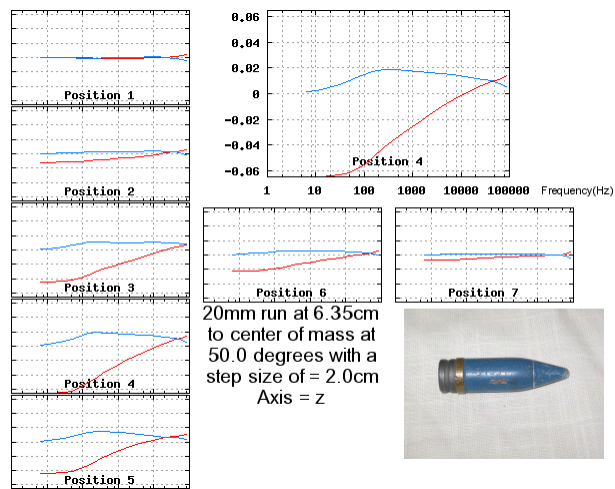 Position 1
Position 2
Position 3
Position 4
Position 5
0.06
0.04
0.02
0
-0.02
-0.04
-0.06
Position 4
1
10
100
1000
10000
100000
Frequency(Hz)
Position 6
Position 7
20mm run at 6.35cm
to center of mass at
50.0 degrees with a
step size of = 2.0cm
Axis = z